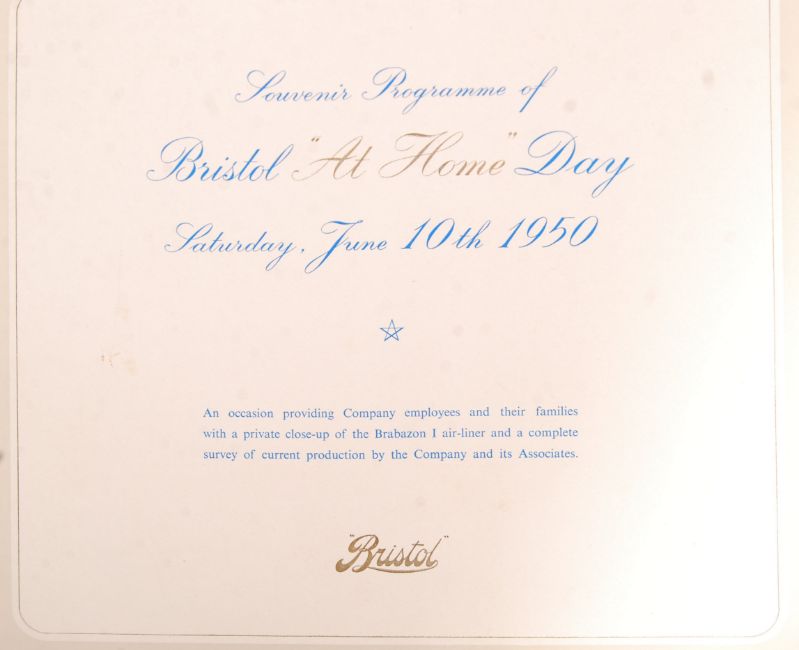 Souvenir Programme of
Bristol "At Home" Day
Saturday, June 10th 1950
An occasion providing Company employees and their families
with a private close-up of the Brabazon I air-liner and a complete
survey of current production by the Company and its Associates.
"Bristol"